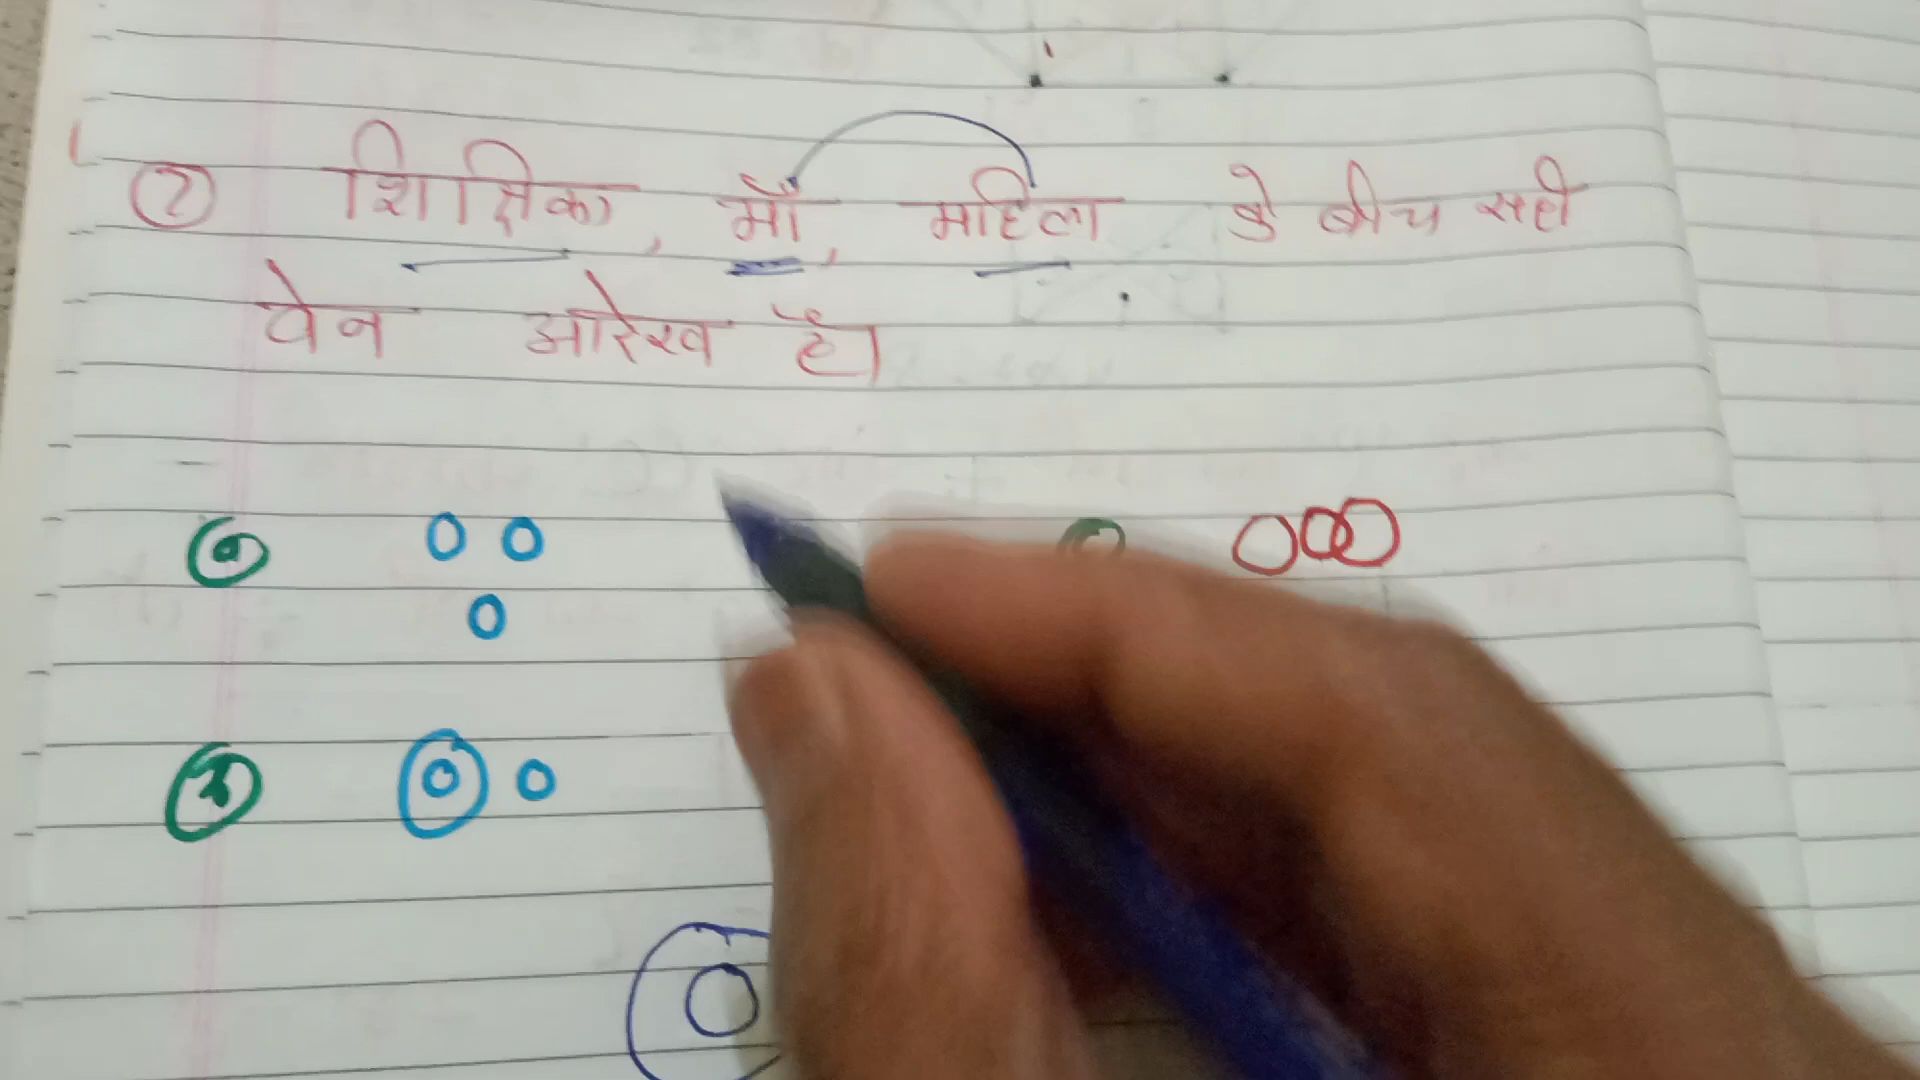 ② शिक्षिका, माँ, महिला के बीच सही
वेन आरेख है।